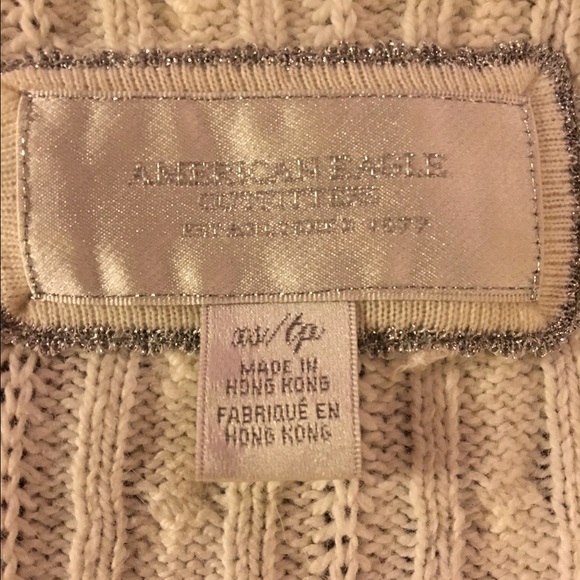 AMERICAN EAGLE
OUTFITTERS
ESTABLISHED 1977
xs/tp
MADE IN
HONG KONG
FABRIQUÉ EN
HONG KONG